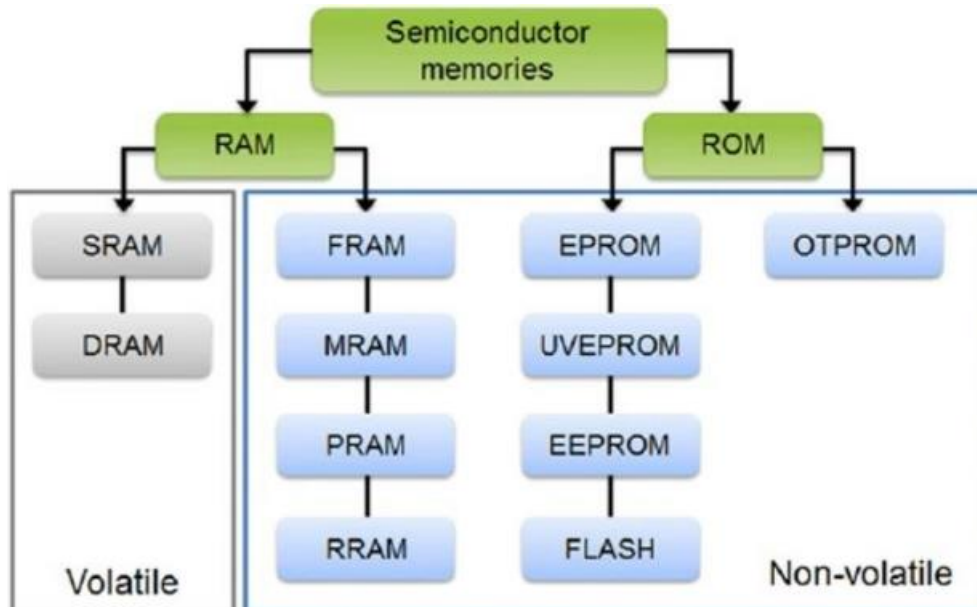 Semiconductor
memories
RAM
ROM
SRAM
FRAM
EPROM
OTPROM
DRAM
MRAM
UVEPROM
PRAM
EEPROM
RRAM
FLASH
Volatile
Non-volatile